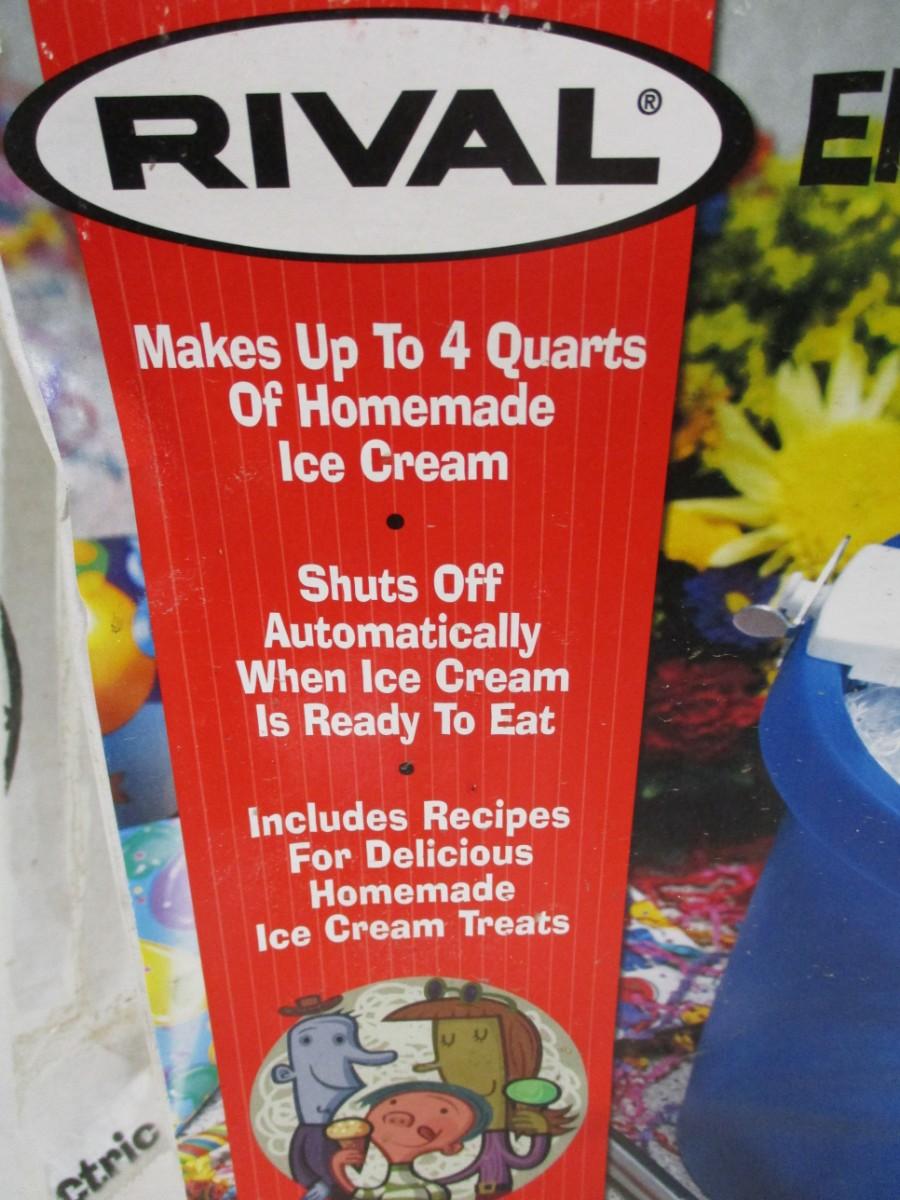 RIVAL®
Makes Up To 4 Quarts
Of Homemade
Ice Cream
•
Shuts Off
Automatically
When Ice Cream
Is Ready To Eat
•
Includes Recipes
For Delicious
Homemade
Ice Cream Treats